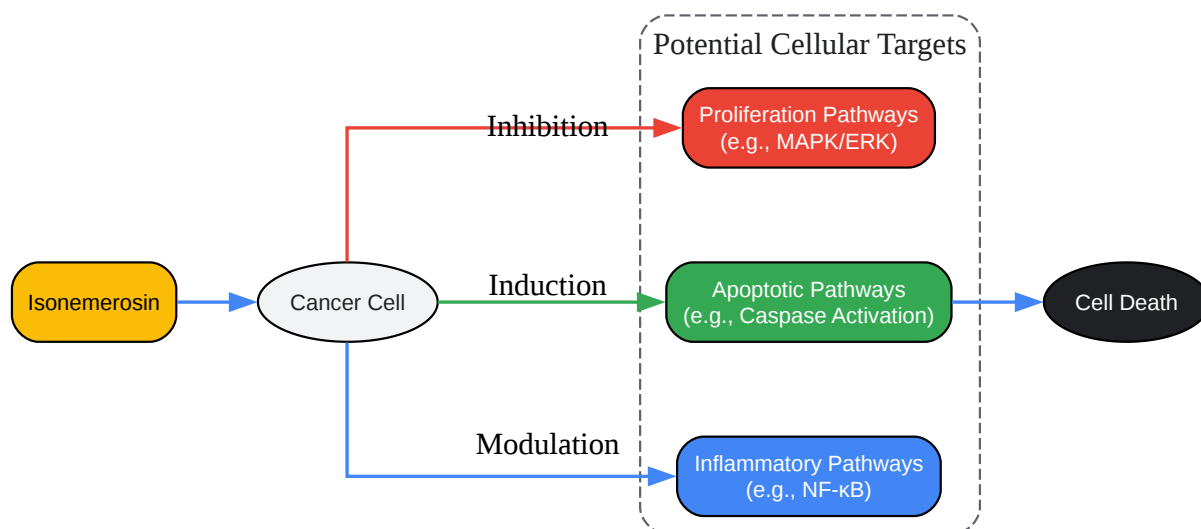 Potential Cellular Targets
Inhibition
Proliferation Pathways
(e.g., MAPK/ERK)
Isonemerosin
Cancer Cell
Induction
Apoptotic Pathways
(e.g., Caspase Activation)
Cell Death
Modulation
Inflammatory Pathways
(e.g., NF-κB)